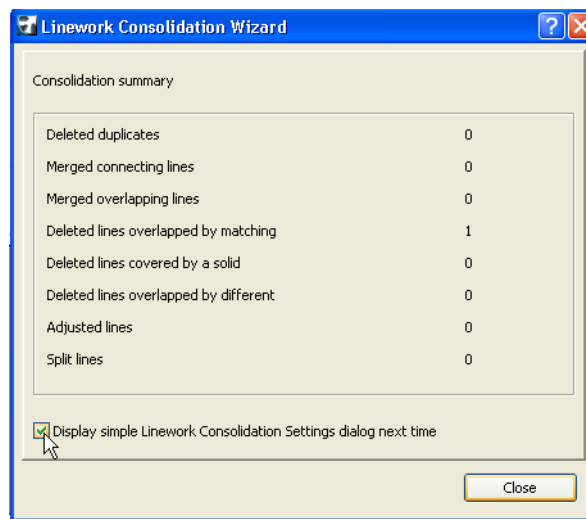 Linework Consolidation Wizard
Consolidation summary
Deleted duplicates 0
Merged connecting lines 0
Merged overlapping lines 0
Deleted lines overlapped by matching 1
Deleted lines covered by a solid 0
Deleted lines overlapped by different 0
Adjusted lines 0
Split lines 0
Display simple Linework Consolidation Settings dialog next time
Close